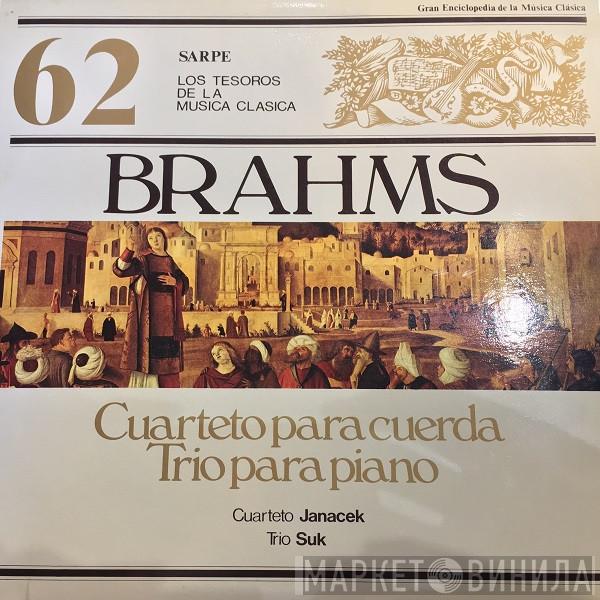 Gran Enciclopedia de la Música Clásica
62
SARPE
LOS TESOROS
DE LA
MUSICA CLASICA
BRAHMS
Cuarteto para cuerda
Trio para piano
Cuarteto Janacek
Trio Suk
МАРКЕТ ВИНИЛА